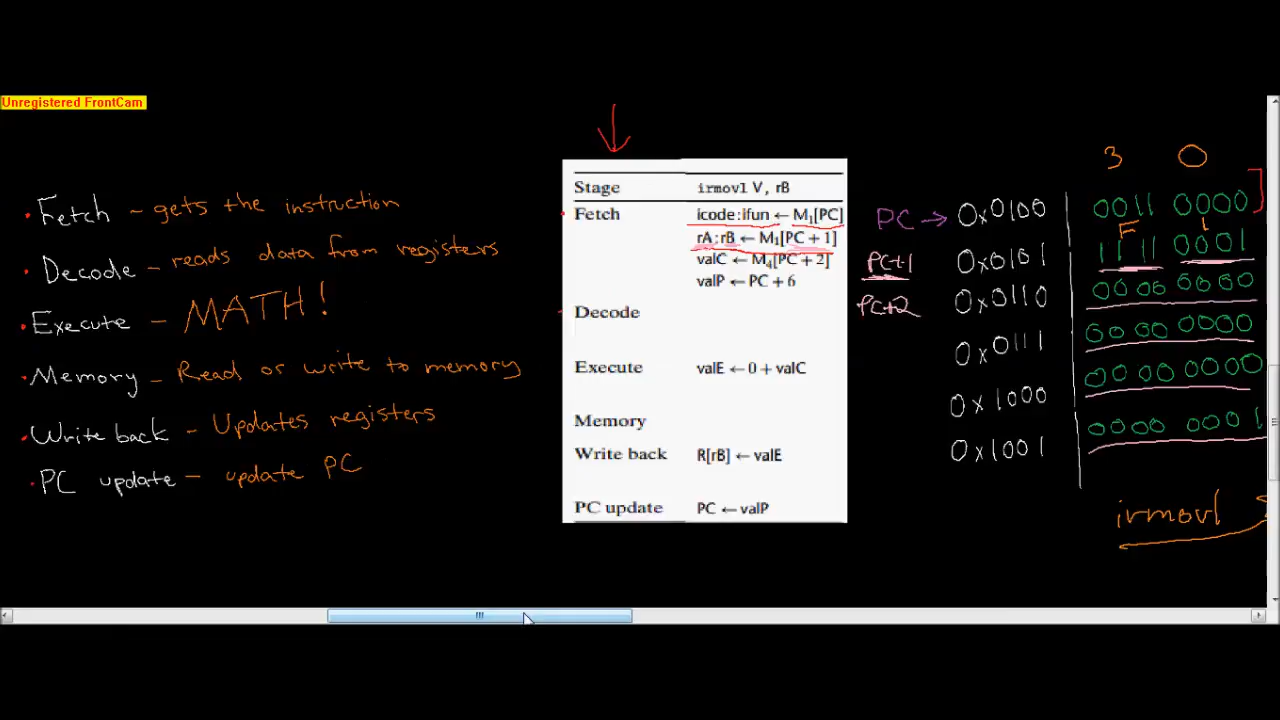 Unregistered FrontCam
• Fetch – gets the instruction
• Decode – reads data from registers
• Execute – MATH!
• Memory – Read or write to memory
• Write back – Updates registers
• PC update – update PC
Stage irmovl V, rB
Fetch icode:ifun ← M1[PC]
rA:rB ← M1[PC + 1]
valC ← M4[PC + 2]
valP ← PC + 6
Decode
Execute valE ← 0 + valC
Memory
Write back R[rB] ← valE
PC update PC ← valP
3 0
PC → 0x0100 0011 0000
F 1
PC+1 0x0101 1111 0001
PC+2 0x0110 0000 0000
0x0111 0000 0000
0x1000 0000 0000
0x1001 0000 0001
irmovl